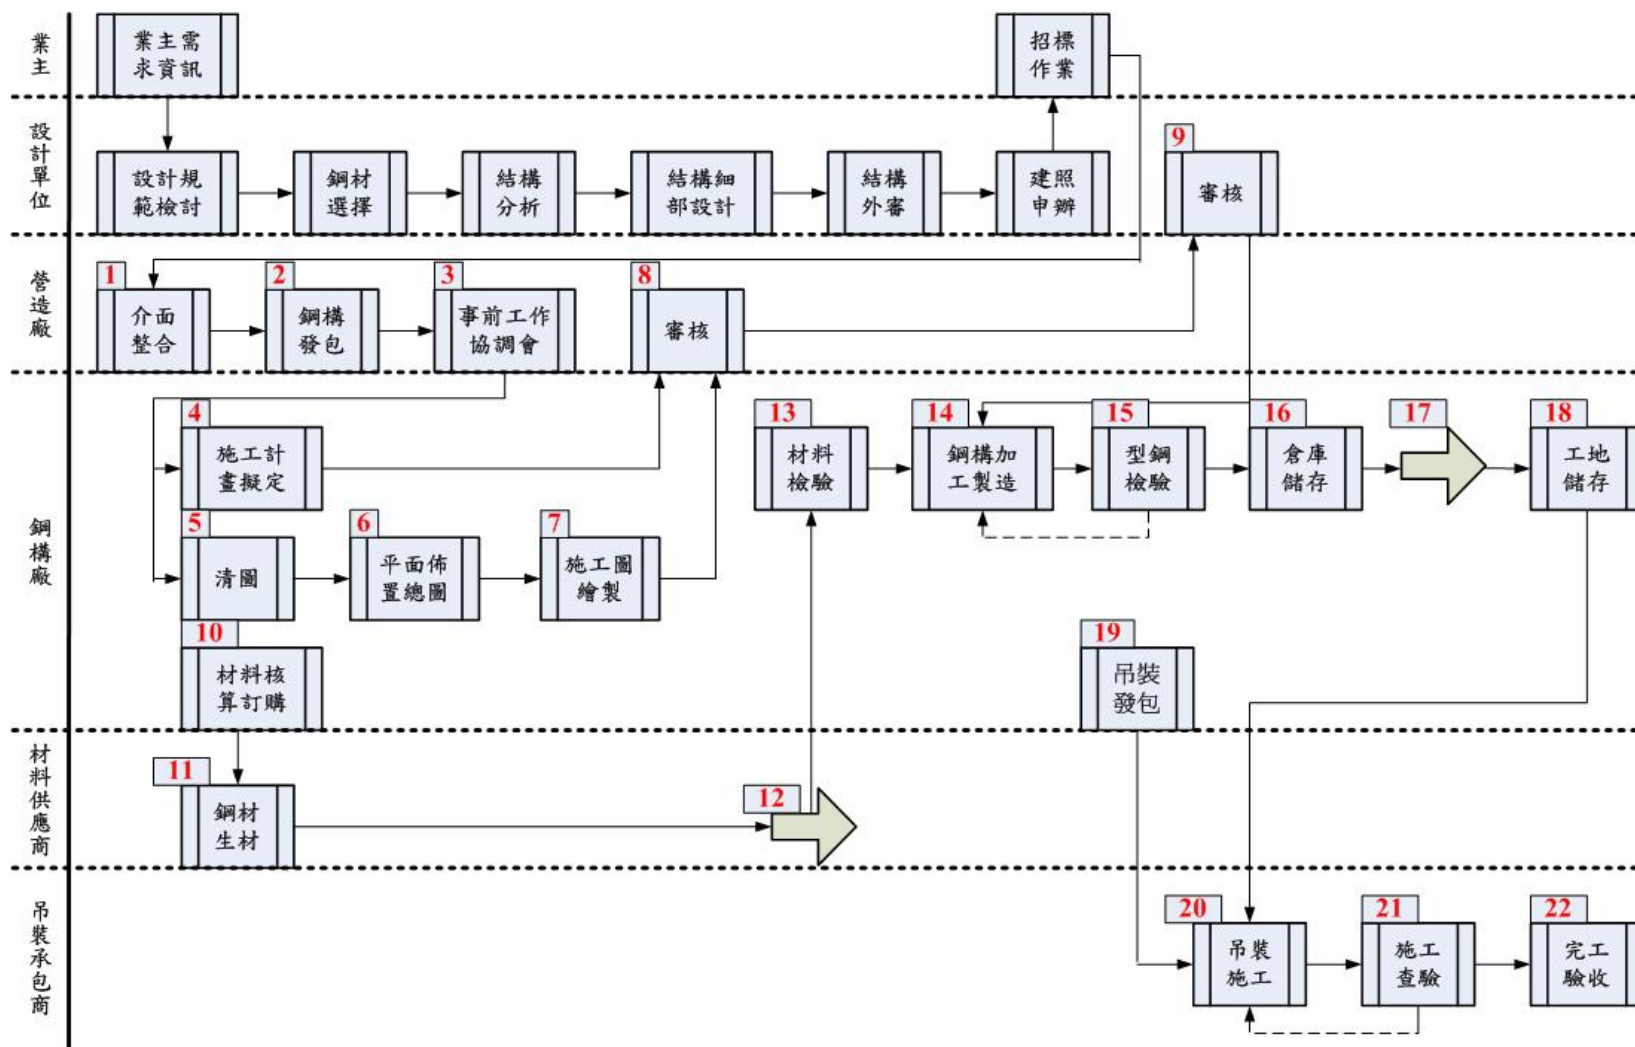 業主
業主需
求資訊
招標
作業
設計單位
設計規
範檢討
鋼材
選擇
結構
分析
結構細
部設計
結構
外審
建照
申辦
9
審核
營造廠
1
介面
整合
2
鋼構
發包
3
事前工作
協調會
8
審核
鋼構廠
4
施工計
畫擬定
5
清圖
6
平面佈
置總圖
7
施工圖
繪製
10
材料核
算訂購
13
材料
檢驗
14
鋼構加
工製造
15
型鋼
檢驗
16
倉庫
儲存
17
18
工地
儲存
19
吊裝
發包
材料供應商
11
鋼材
生材
12
吊裝承包商
20
吊裝
施工
21
施工
查驗
22
完工
驗收